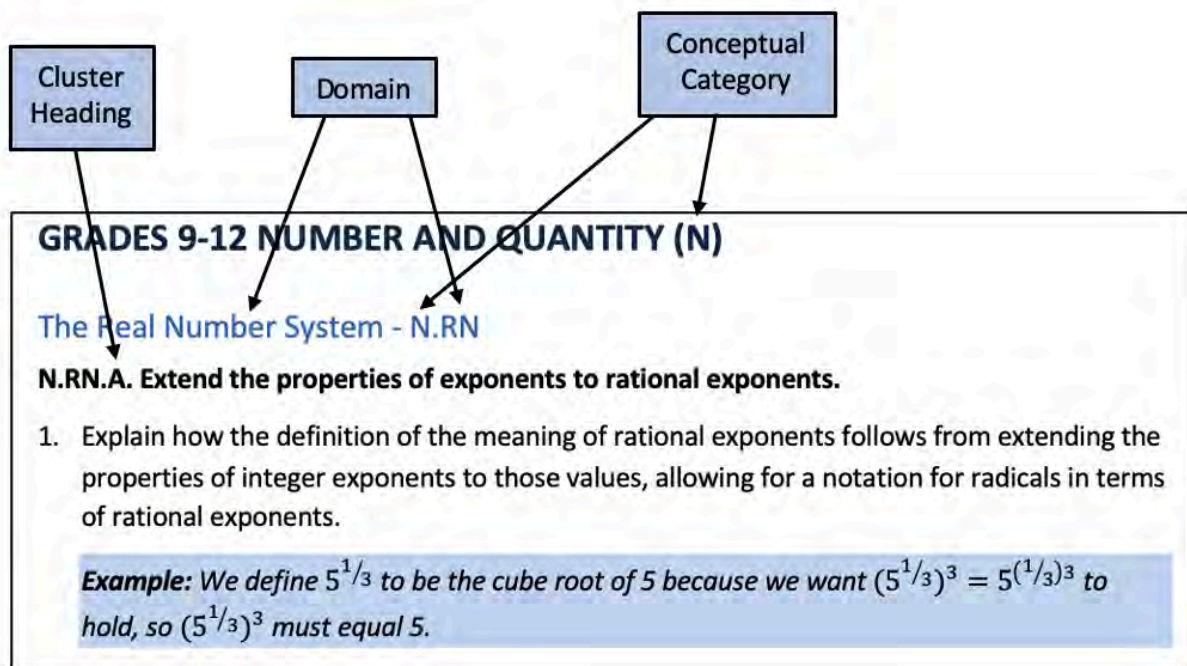 Cluster
Heading
Domain
Conceptual
Category
GRADES 9-12 NUMBER AND QUANTITY (N)
The Real Number System - N.RN
N.RN.A. Extend the properties of exponents to rational exponents.
1. Explain how the definition of the meaning of rational exponents follows from extending the
properties of integer exponents to those values, allowing for a notation for radicals in terms
of rational exponents.
Example: We define 5^{1/3} to be the cube root of 5 because we want (5^{1/3})^3 = 5^{(1/3)3} to
hold, so (5^{1/3})^3 must equal 5.